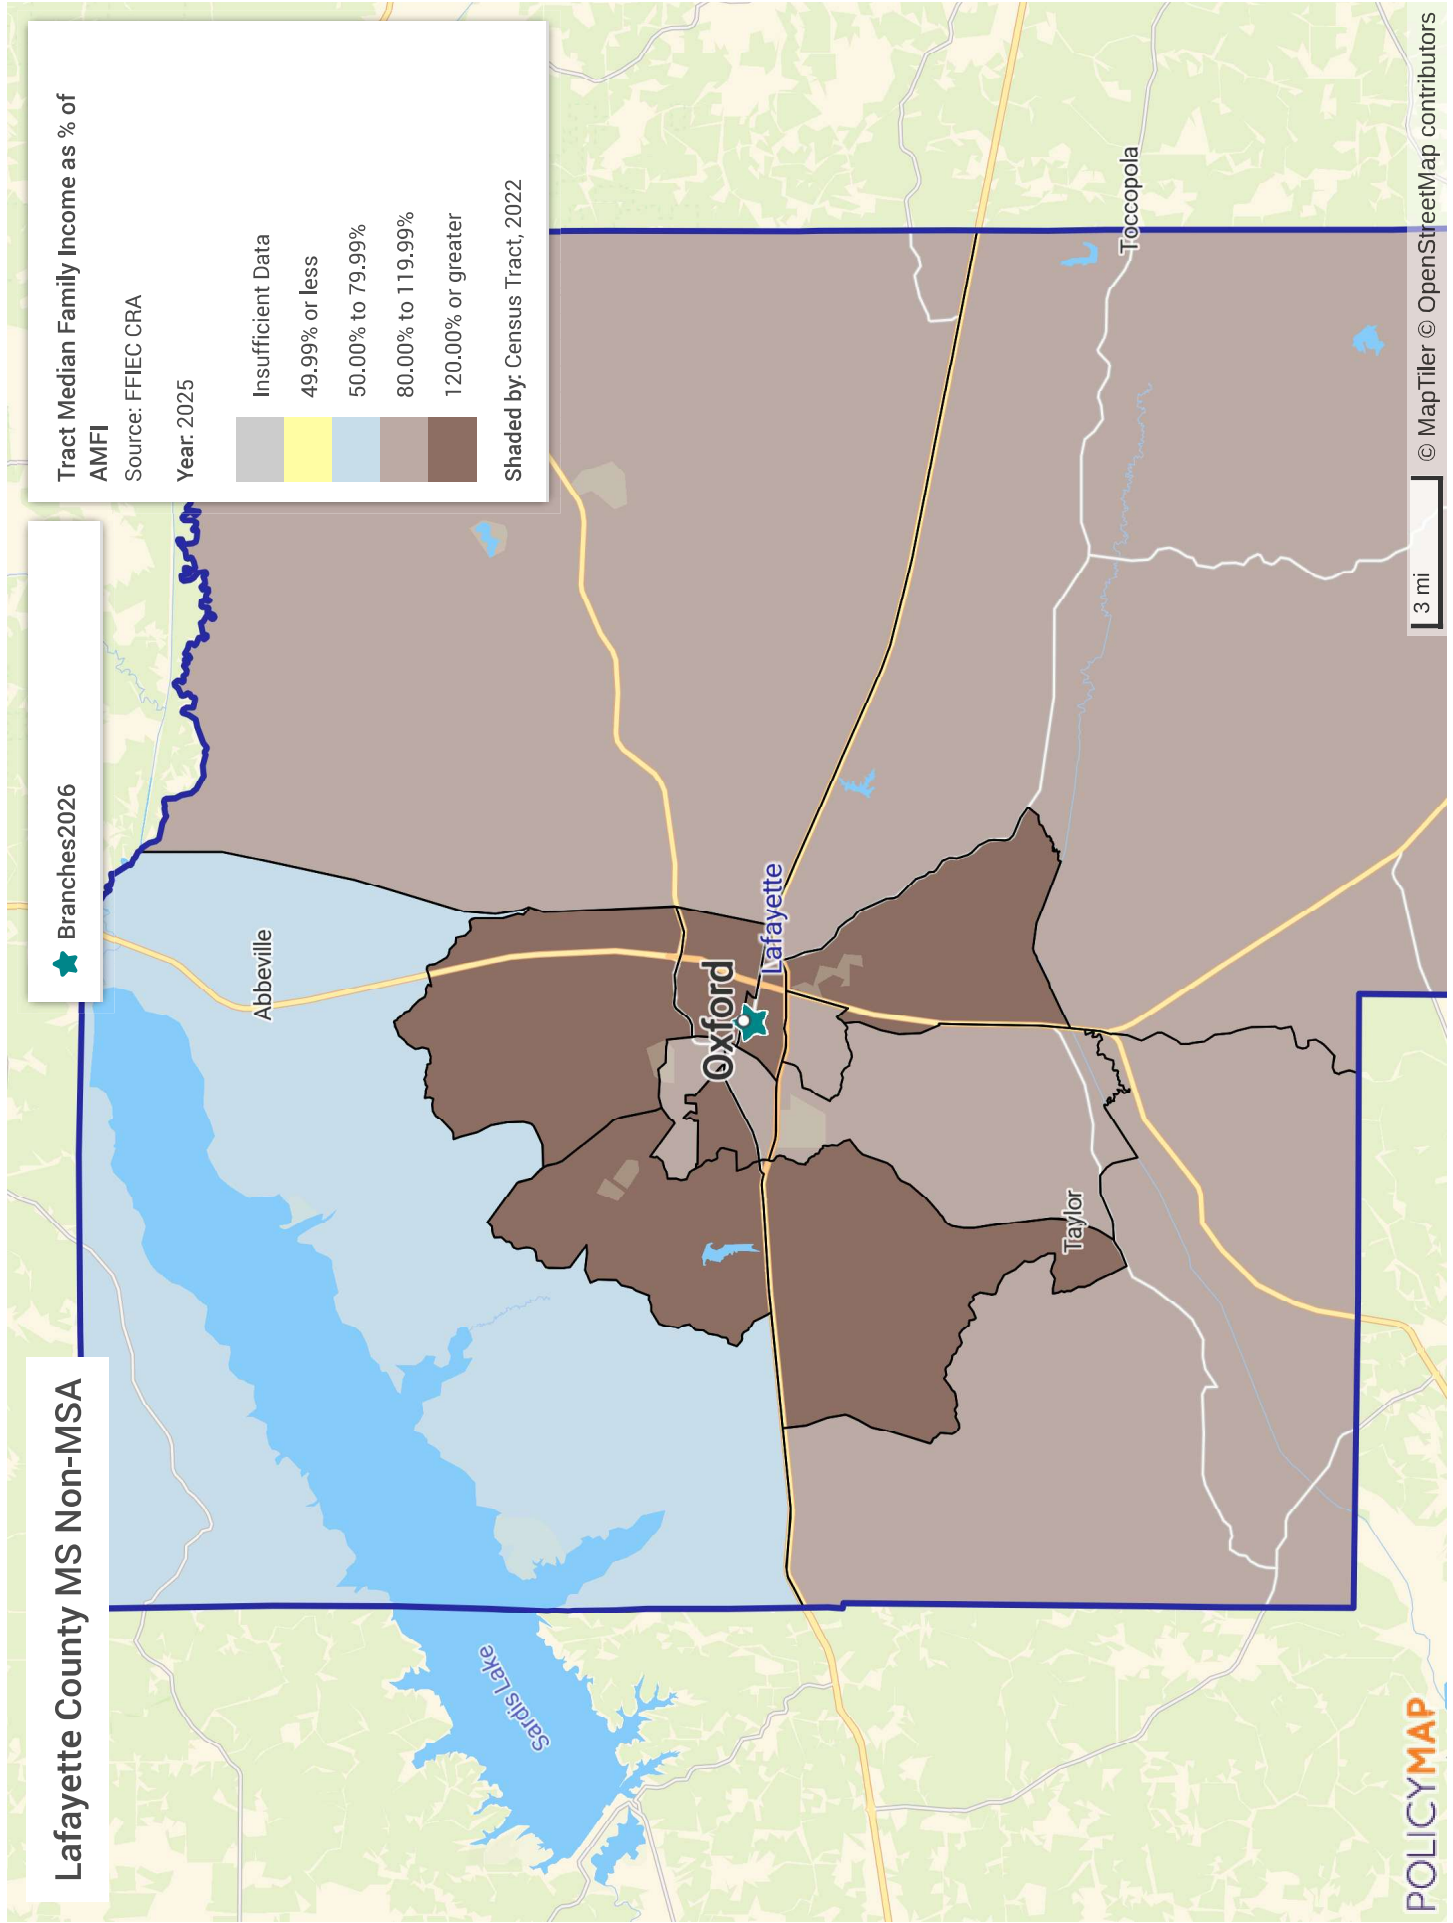 Lafayette County MS Non-MSA
Branches2026
Tract Median Family Income as % of
AMFI
Source: FFIEC CRA
Year: 2025
Insufficient Data
49.99% or less
50.00% to 79.99%
80.00% to 119.99%
120.00% or greater
Shaded by: Census Tract, 2022
Abbeville
Sardis Lake
Oxford
Lafayette
Taylor
Toccopola
POLICYMAP
3 mi
© MapTiler © OpenStreetMap contributors